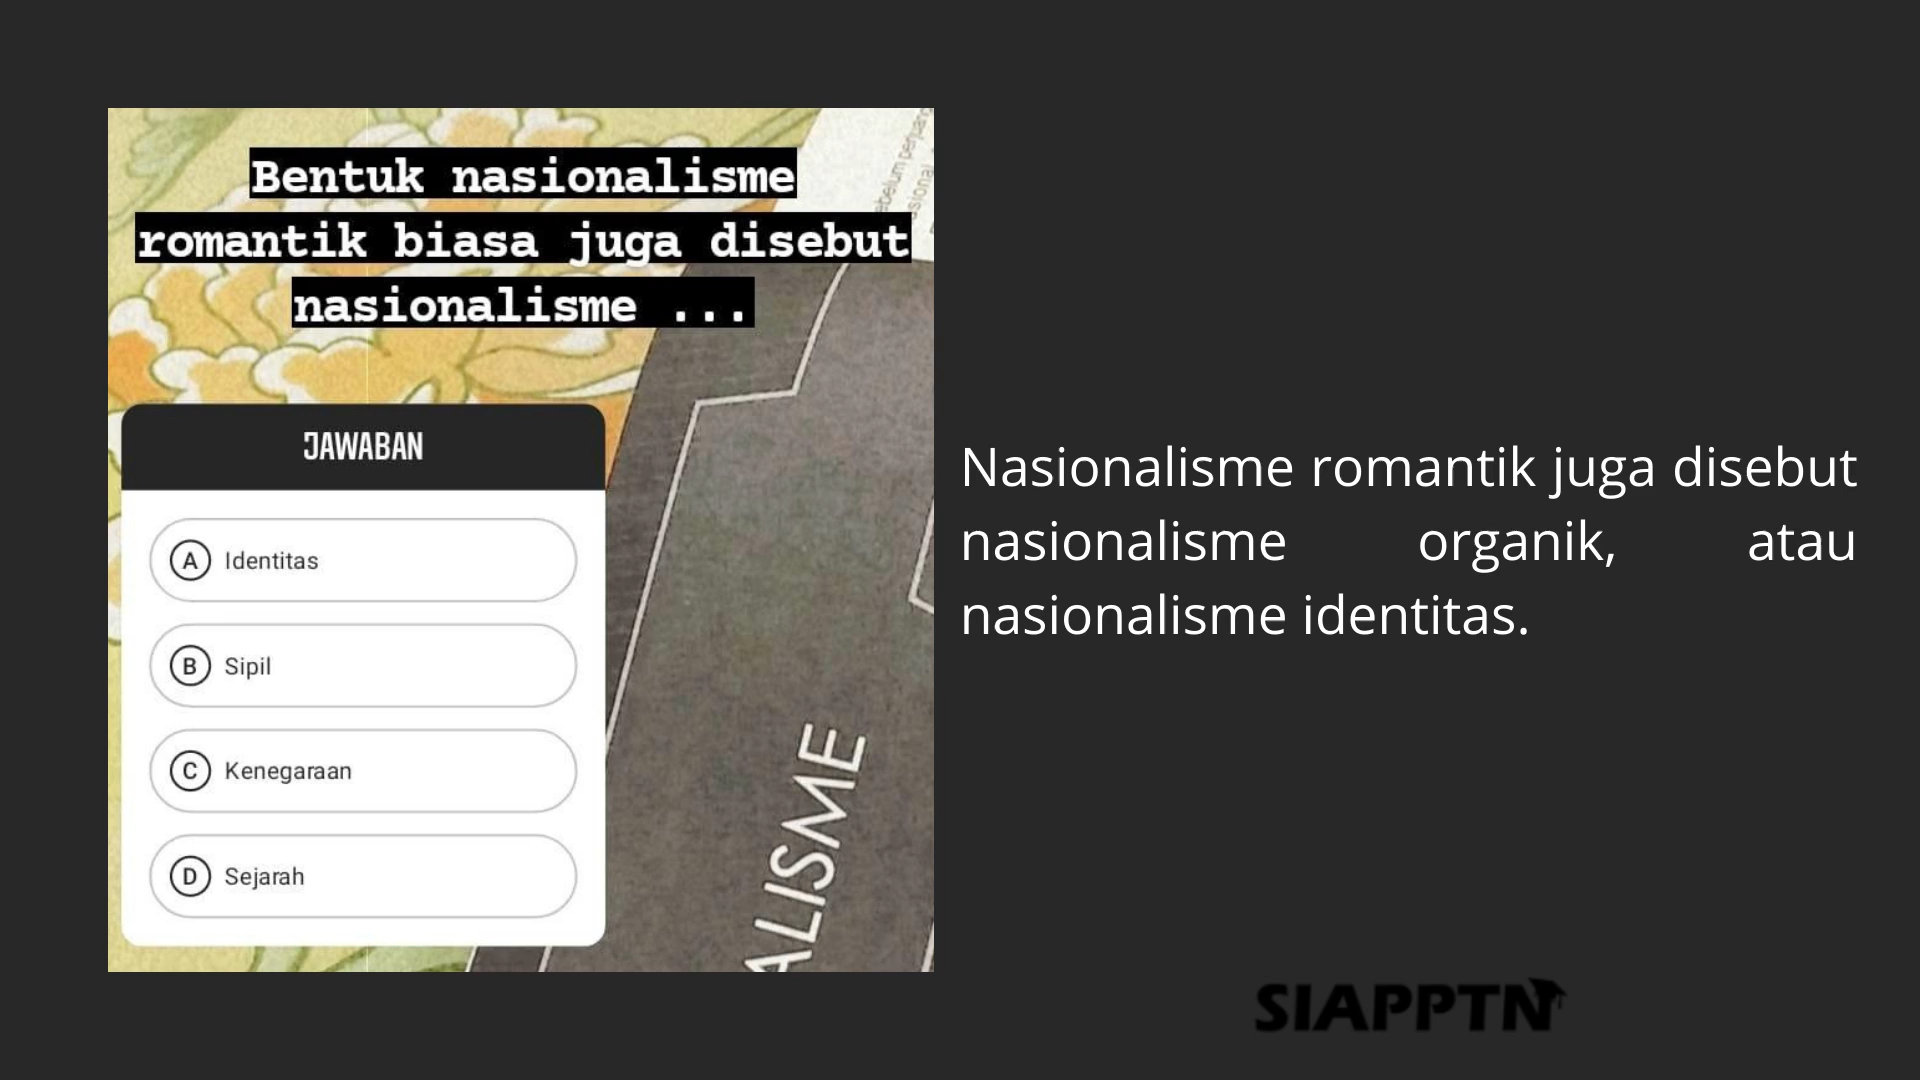 Bentuk nasionalisme
romantik biasa juga disebut
nasionalisme ...
JAWABAN
A Identitas
B Sipil
C Kenegaraan
D Sejarah
ALISME
Nasionalisme romantik juga disebut
nasionalisme organik, atau
nasionalisme identitas.
SIAPPTN